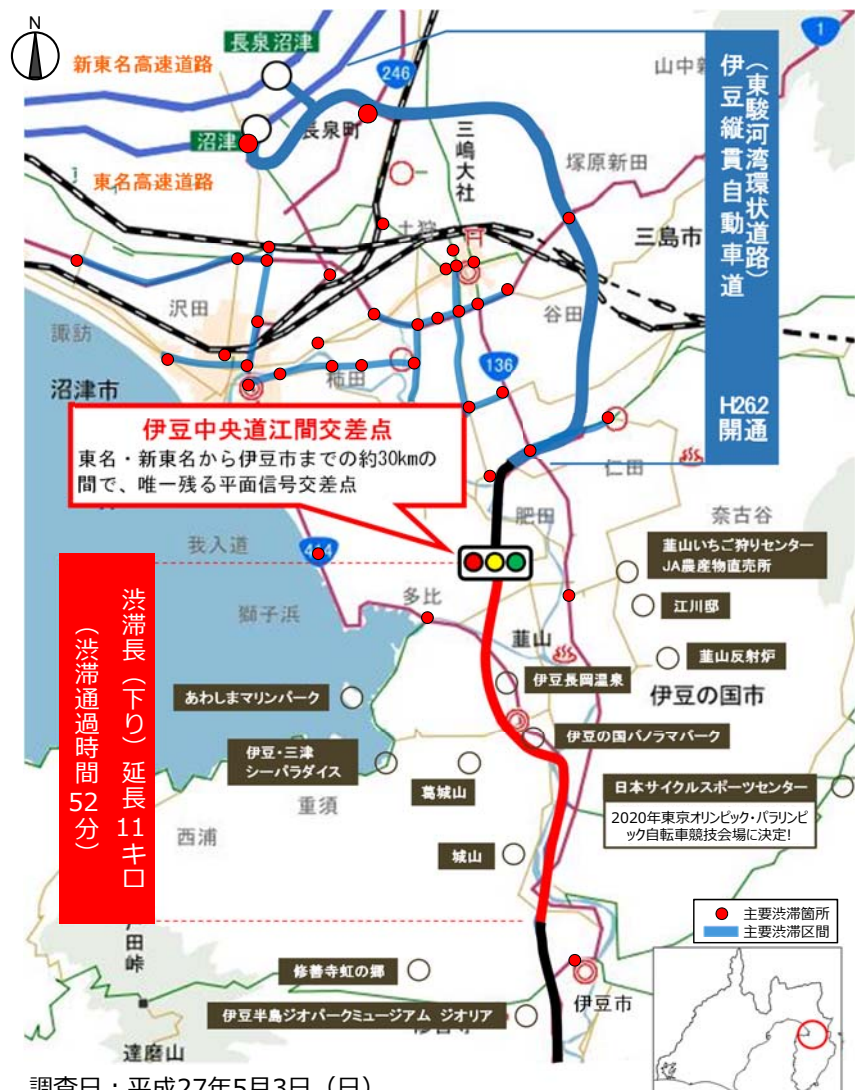 N
新東名高速道路
長泉沼津
246
1
沼津
長泉町
東名高速道路
三嶋大社
塚原新田
三島市
（東駿河湾環状道路）
伊豆縦貫自動車道
H26.2
開通
沢田
諏訪
谷田
136
柿田
沼津市
伊豆中央道江間交差点
東名・新東名から伊豆市までの約30kmの
間で、唯一残る平面信号交差点
仁田
肥田
奈古谷
我入道
韮山いちご狩りセンター
JA農産物直売所
多比
獅子浜
江川邸
韮山
韮山反射炉
渋滞長（下り）延長11キロ
（渋滞通過時間52分）
伊豆長岡温泉
伊豆の国市
あわしまマリンパーク
伊豆の国パノラマパーク
伊豆・三津
シーパラダイス
葛城山
日本サイクルスポーツセンター
2020年東京オリンピック・パラリンピ
ック自転車競技会場に決定!
重須
西浦
城山
主要渋滞箇所
主要渋滞区間
田峠
修善寺虹の郷
伊豆市
伊豆半島ジオパークミュージアム ジオリア
達磨山
調査日：平成27年5月3日（日）